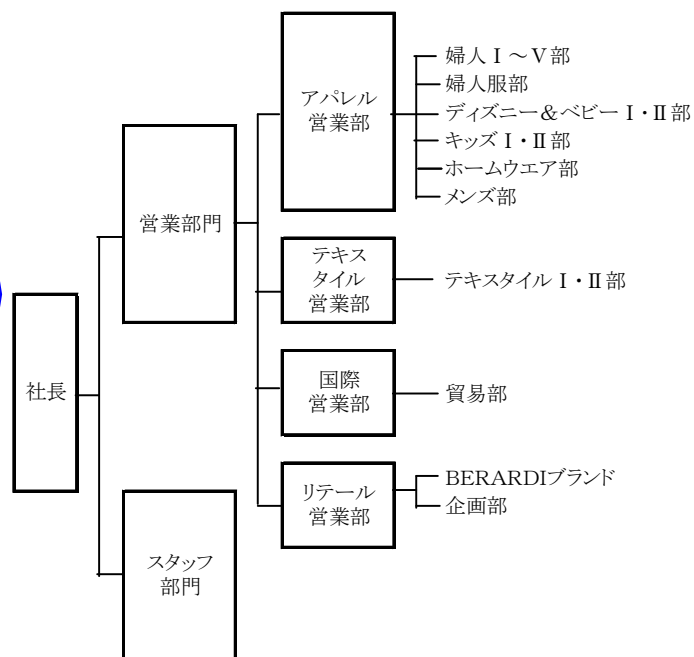 社長
営業部門
スタッフ
部門
アパレル
営業部
婦人Ⅰ～Ⅴ部
婦人服部
ディズニー＆ベビーⅠ・Ⅱ部
キッズⅠ・Ⅱ部
ホームウエア部
メンズ部
テキス
タイル
営業部
テキスタイルⅠ・Ⅱ部
国際
営業部
貿易部
リテール
営業部
BERARDIブランド
企画部